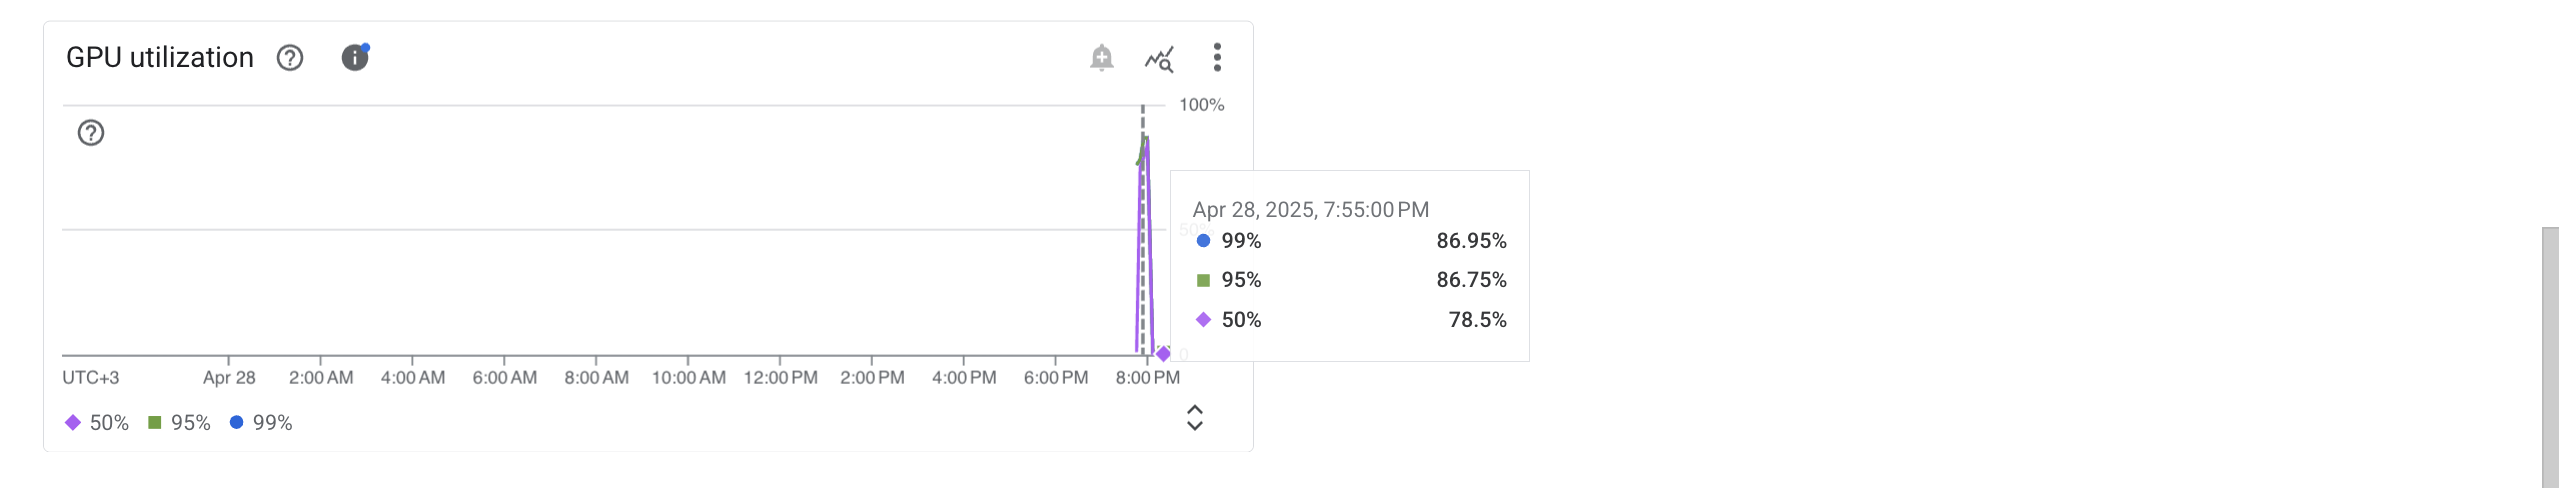 GPU utilization
100%
Apr 28, 2025, 7:55:00 PM
50%
99% 86.95%
95% 86.75%
50% 78.5%
0
UTC+3 Apr 28 2:00 AM 4:00 AM 6:00 AM 8:00 AM 10:00 AM 12:00 PM 2:00 PM 4:00 PM 6:00 PM 8:00 PM
50% 95% 99%